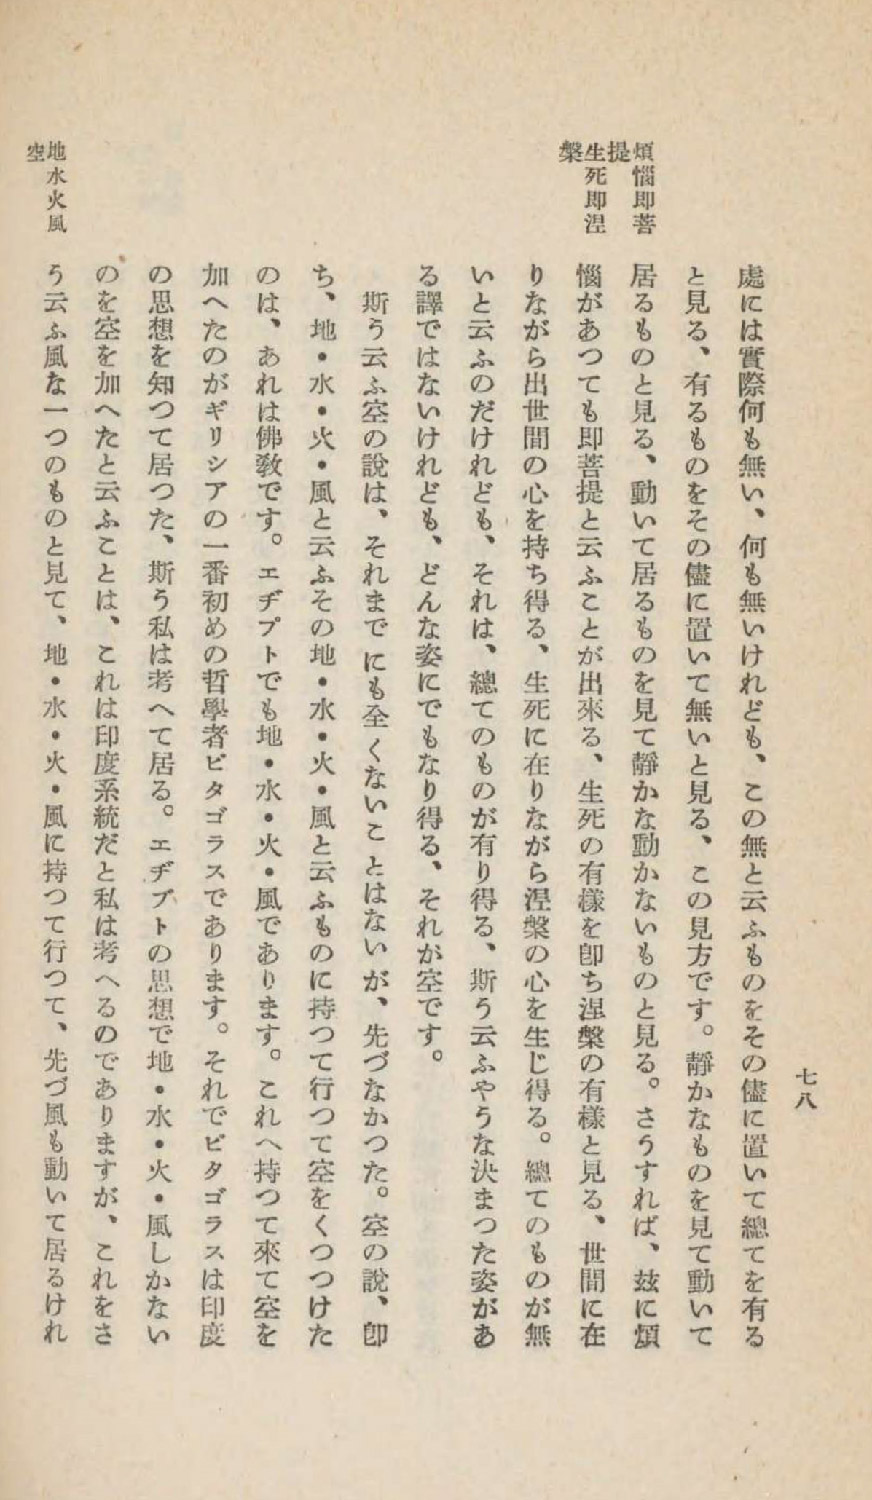 七八
處には實際何も無い、何も無いけれども、この無と云ふものをその儘に置いて總てを有る
と見る、有るものをその儘に置いて無いと見る、この見方です。靜かなものを見て動いて
煩惱即菩
提
居るものと見る、動いて居るものを見て靜かな動かないものと見る。さうすれば、玆に煩
生死即涅
槃
惱があつても即菩提と云ふことが出來る、生死の有樣を卽ち涅槃の有樣と見る、世間に在
りながら出世間の心を持ち得る、生死に在りながら涅槃の心を生じ得る。總てのものが無
いと云ふのだけれども、それは、總てのものが有り得る、斯う云ふやうな決まつた姿があ
る譯ではないけれども、どんな姿にでもなり得る、それが空です。
斯う云ふ空の說は、それまでにも全くないことはないが、先づなかつた。空の說、卽
ち、地・水・火・風と云ふその地・水・火・風と云ふものに持つて行つて空をくつつけた
のは、あれは佛敎です。エヂプトでも地・水・火・風であります。これへ持つて來て空を
加へたのがギリシアの一番初めの哲學者ピタゴラスであります。それでピタゴラスは印度
の思想を知つて居つた、斯う私は考へて居る。エヂプトの思想で地・水・火・風しかない
のを空を加へたと云ふことは、これは印度系統だと私は考へるのでありますが、これをさ
地水火風
空
う云ふ風な一つのものと見て、地・水・火・風に持つて行つて、先づ風も動いて居るけれ